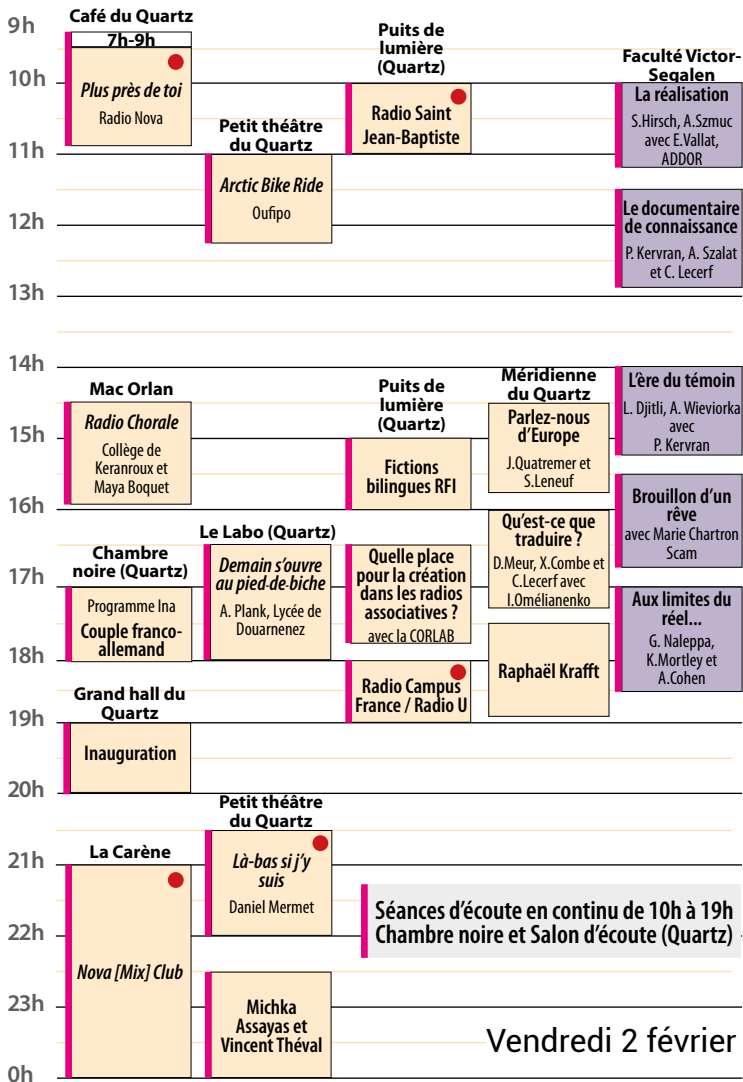 9h
10h
11h
12h
13h
14h
15h
16h
17h
18h
19h
20h
21h
22h
23h
0h
Café du Quartz
7h-9h
Plus près de toi
Radio Nova
Petit théâtre
du Quartz
Arctic Bike Ride
Oufipo
Puits de
lumière
(Quartz)
Radio Saint
Jean-Baptiste
Faculté Victor-
Segalen
La réalisation
S.Hirsch, A.Szmuc
avec E.Vallat,
ADDOR
Le documentaire
de connaissance
P. Kervran, A. Szalat
et C. Lecerf
Mac Orlan
Radio Chorale
Collège de
Keranroux et
Maya Boquet
Puits de
lumière
(Quartz)
Fictions
bilingues RFI
Méridienne
du Quartz
Parlez-nous
d'Europe
J.Quatremer et
S.Leneuf
L'ère du témoin
L. Djitli, A. Wieviorka
avec
P. Kervran
Brouillon d'un
rêve
avec Marie Chartron
Scam
Chambre
noire (Quartz)
Programme Ina
Couple franco-
allemand
Le Labo (Quartz)
Demain s'ouvre
au pied-de-biche
A. Plank, Lycée de
Douarnenez
Quelle place
pour la création
dans les radios
associatives ?
avec la CORLAB
Qu'est-ce que
traduire ?
D.Meur, X.Combe et
C.Lecerf avec
I.Omélianenko
Aux limites du
réel...
G. Naleppa,
K.Mortley et
A.Cohen
Radio Campus
France / Radio U
Raphaël Krafft
Grand hall du
Quartz
Inauguration
Petit théâtre
du Quartz
Là-bas si j'y
suis
Daniel Mermet
La Carène
Nova [Mix] Club
Michka
Assayas et
Vincent Théval
Séances d'écoute en continu de 10h à 19h
Chambre noire et Salon d'écoute (Quartz)
Vendredi 2 février